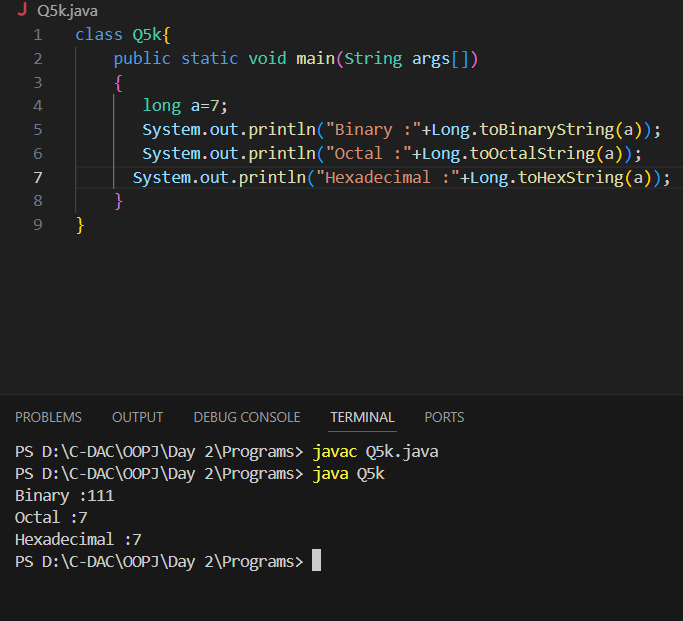 J Q5k.java
1 class Q5k{
2 public static void main(String args[])
3 {
4 long a=7;
5 System.out.println("Binary :"+Long.toBinaryString(a));
6 System.out.println("Octal :"+Long.toOctalString(a));
7 System.out.println("Hexadecimal :"+Long.toHexString(a));
8 }
9 }
PROBLEMS OUTPUT DEBUG CONSOLE TERMINAL PORTS
PS D:\C-DAC\OOPJ\Day 2\Programs> javac Q5k.java
PS D:\C-DAC\OOPJ\Day 2\Programs> java Q5k
Binary :111
Octal :7
Hexadecimal :7
PS D:\C-DAC\OOPJ\Day 2\Programs>